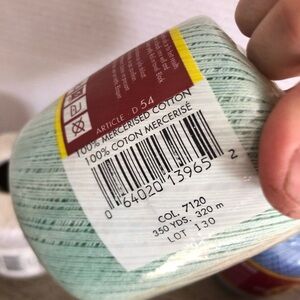 ARTICLE D 54
100% MERCERISED COTTON
100% COTON MERCERISÉ
0 64020 13965 2
COL. 7120
350 YDS. 320 m
LOT 130